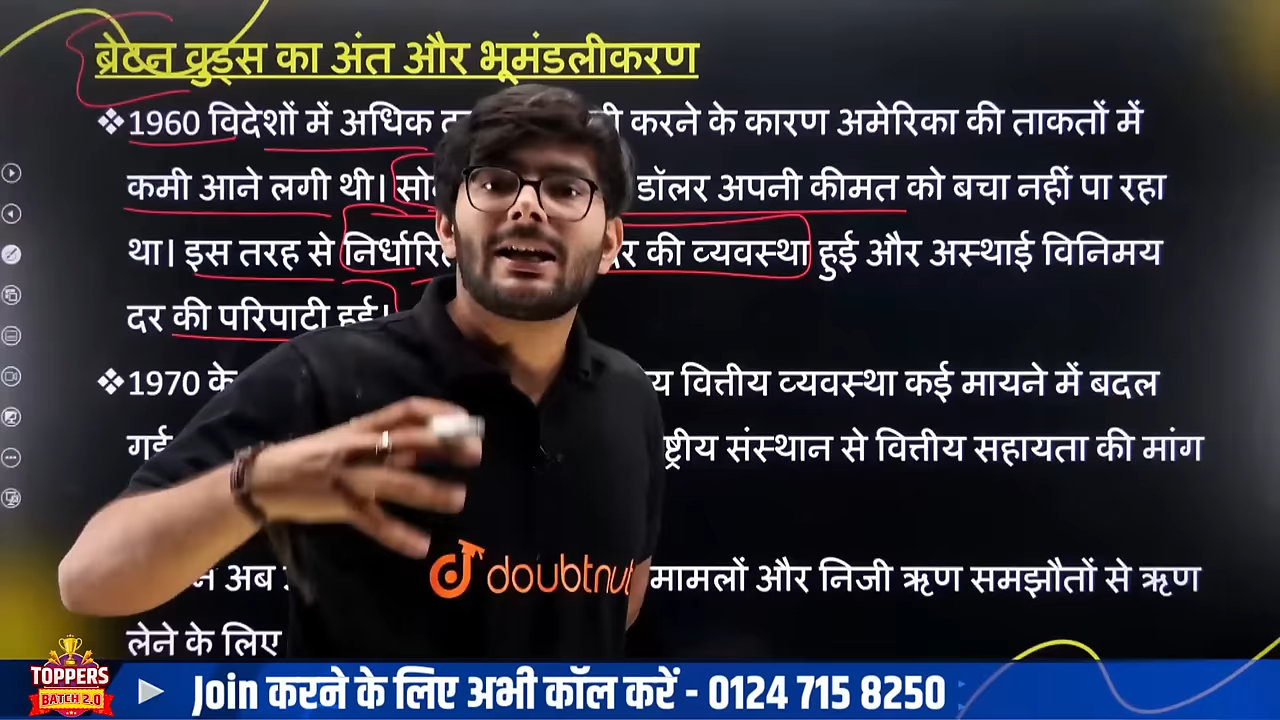 ब्रेटन वुड्स का अंत और भूमंडलीकरण
❖1960 विदेशों में अधिक करने के कारण अमेरिका की ताकतों में
कमी आने लगी थी। डॉलर अपनी कीमत को बचा नहीं पा रहा
था। इस तरह से की व्यवस्था हुई और अस्थाई विनिमय
दर की परिपाटी हुई।
❖1970 के वित्तीय व्यवस्था कई मायने में बदल
गई संस्थान से वित्तीय सहायता की मांग
अब मामलों और निजी ऋण समझौतों से ऋण
लेने के लिए
doubtnut
TOPPERS
BATCH 2.0
Join करने के लिए अभी कॉल करें - 0124 715 8250